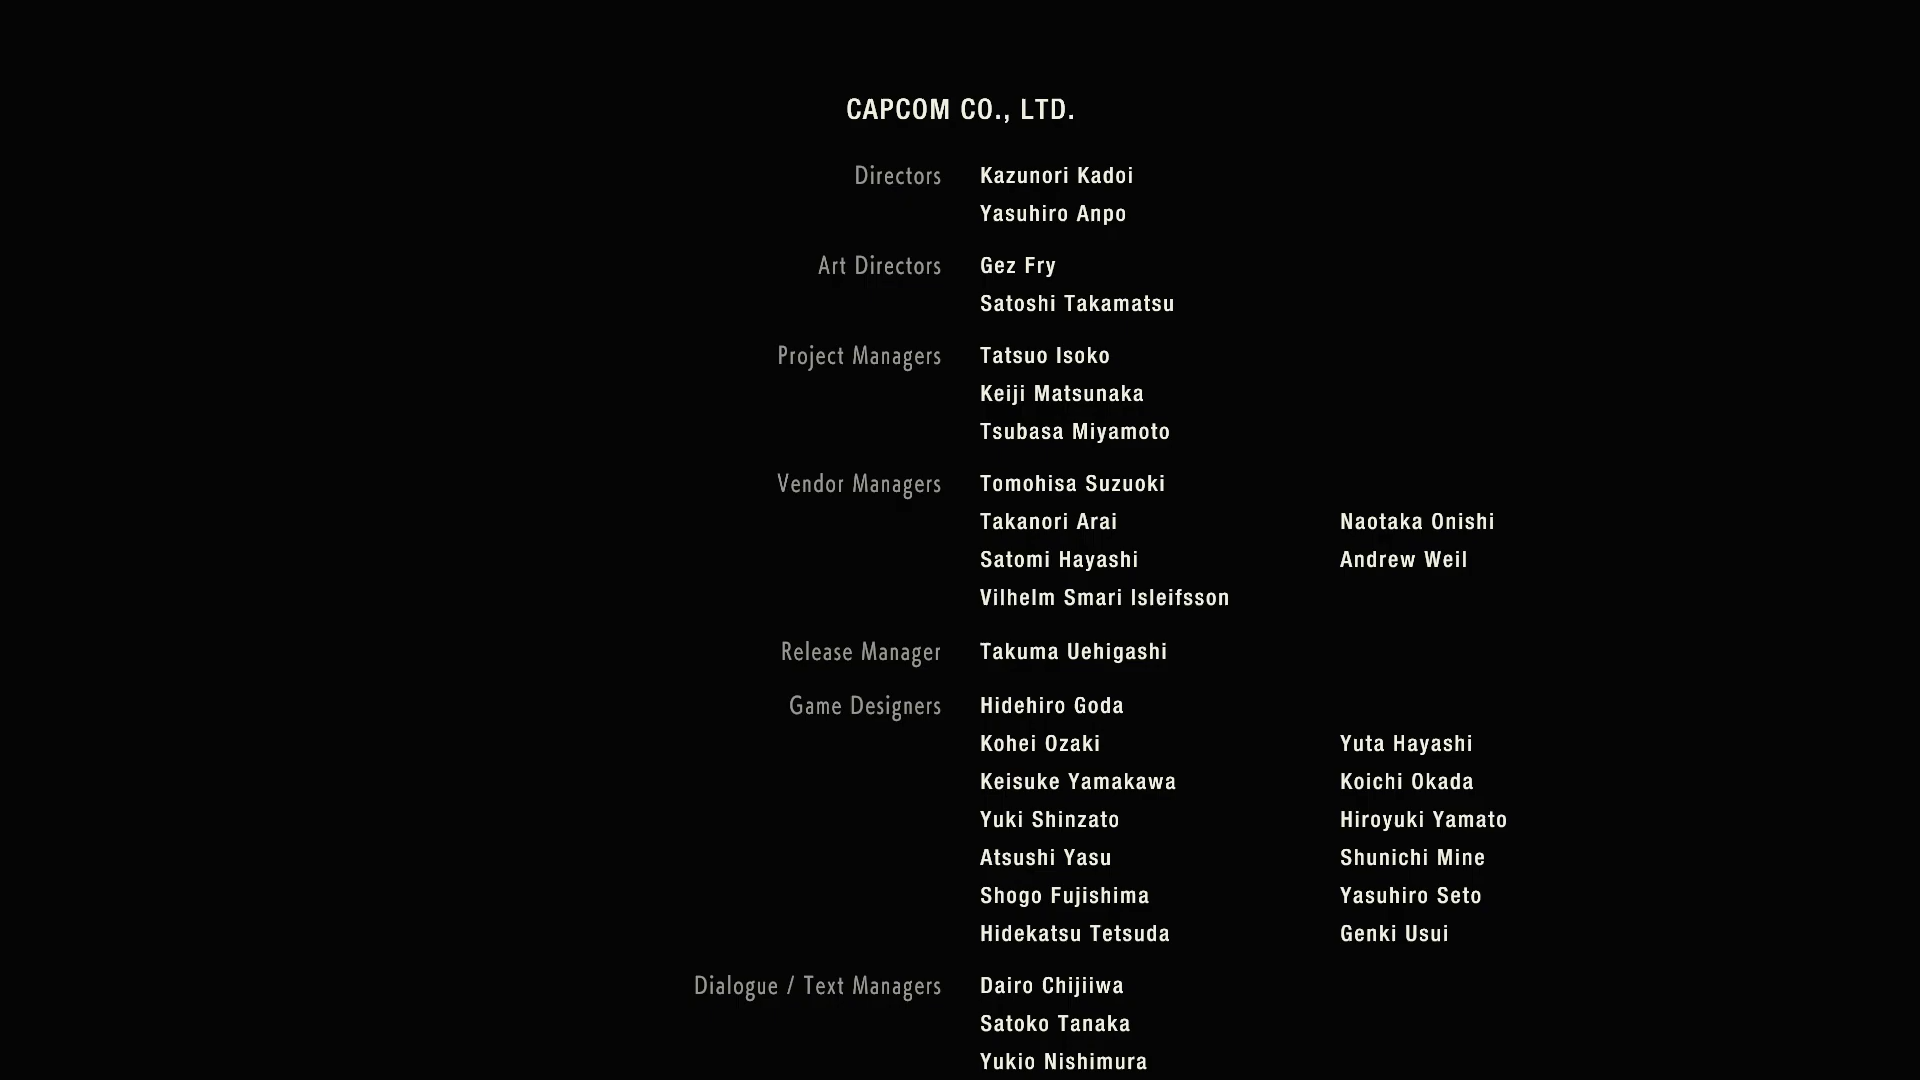 CAPCOM CO., LTD.
Directors Kazunori Kadoi
Yasuhiro Anpo
Art Directors Gez Fry
Satoshi Takamatsu
Project Managers Tatsuo Isoko
Keiji Matsunaka
Tsubasa Miyamoto
Vendor Managers Tomohisa Suzuoki
Takanori Arai Naotaka Onishi
Satomi Hayashi Andrew Weil
Vilhelm Smari Isleifsson
Release Manager Takuma Uehigashi
Game Designers Hidehiro Goda
Kohei Ozaki Yuta Hayashi
Keisuke Yamakawa Koichi Okada
Yuki Shinzato Hiroyuki Yamato
Atsushi Yasu Shunichi Mine
Shogo Fujishima Yasuhiro Seto
Hidekatsu Tetsuda Genki Usui
Dialogue / Text Managers Dairo Chijiiwa
Satoko Tanaka
Yukio Nishimura